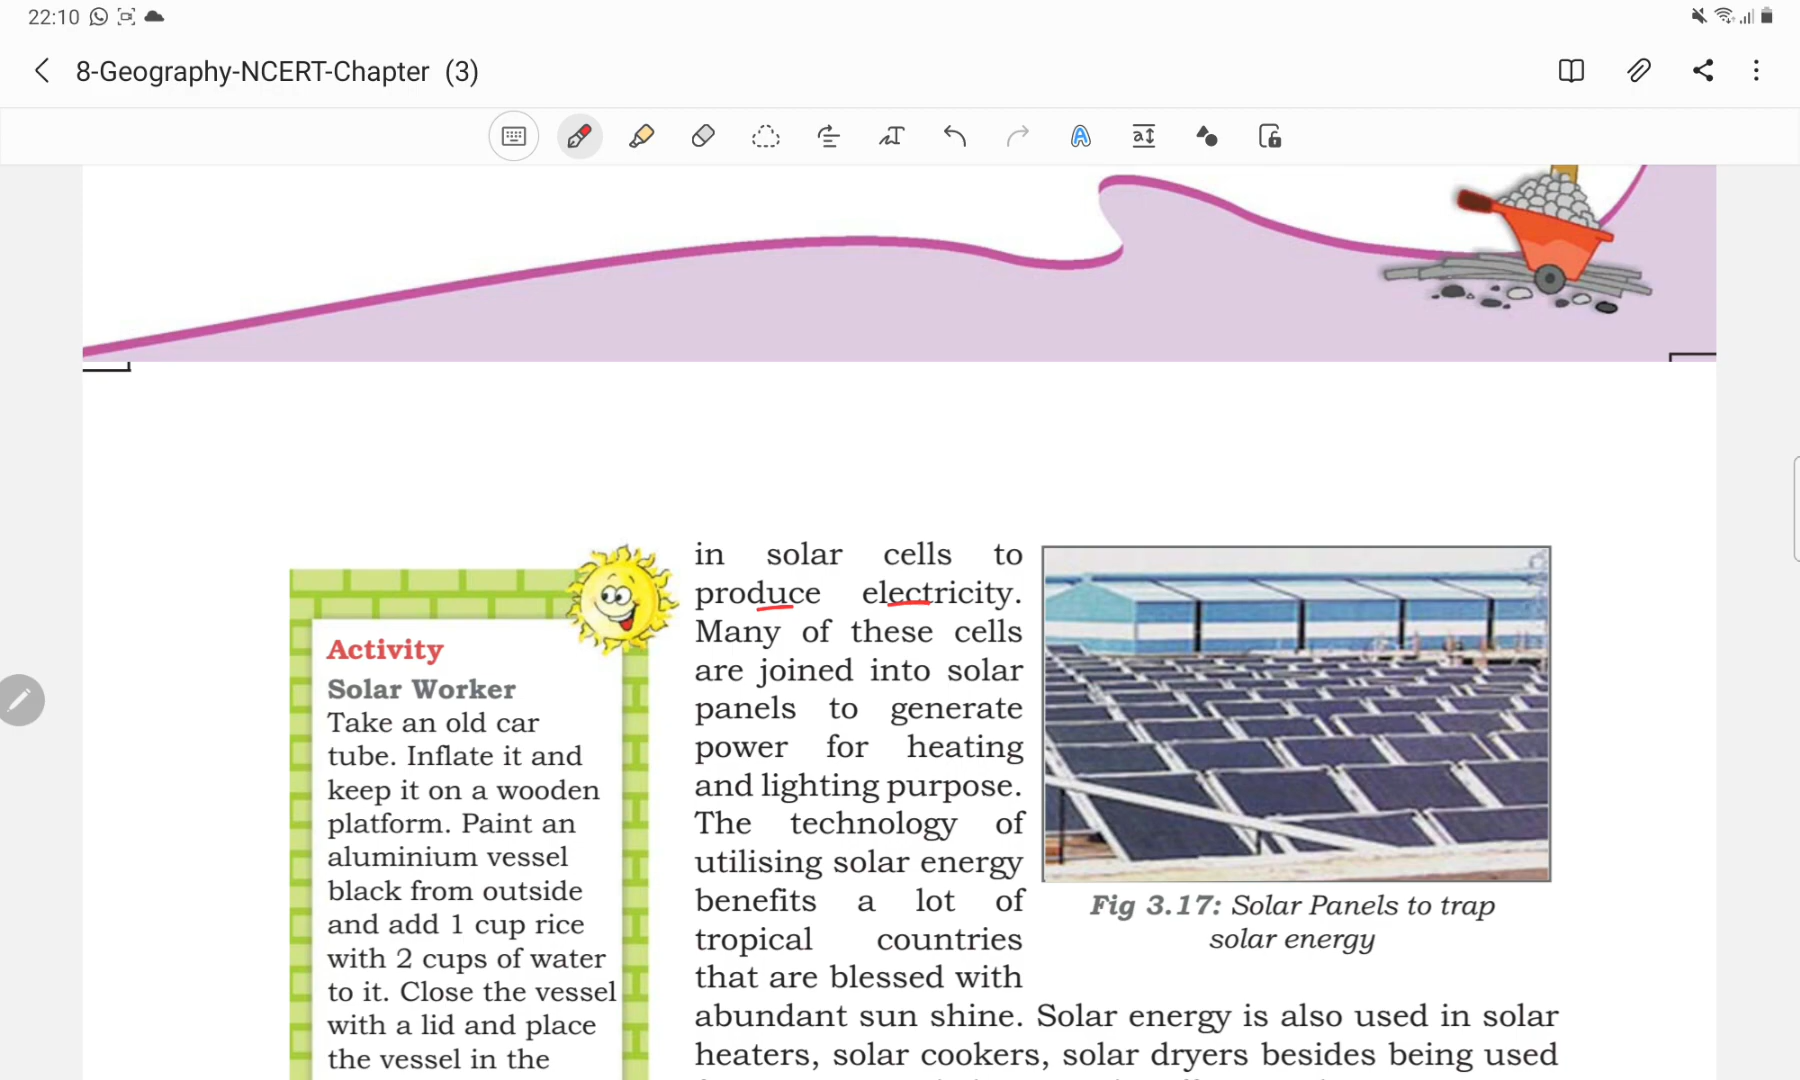 22:10
8-Geography-NCERT-Chapter (3)
in solar cells to
produce electricity.
Many of these cells
are joined into solar
panels to generate
power for heating
and lighting purpose.
The technology of
utilising solar energy
benefits a lot of
tropical countries
that are blessed with
abundant sun shine. Solar energy is also used in solar
heaters, solar cookers, solar dryers besides being used
Activity
Solar Worker
Take an old car
tube. Inflate it and
keep it on a wooden
platform. Paint an
aluminium vessel
black from outside
and add 1 cup rice
with 2 cups of water
to it. Close the vessel
with a lid and place
the vessel in the
Fig 3.17: Solar Panels to trap
solar energy